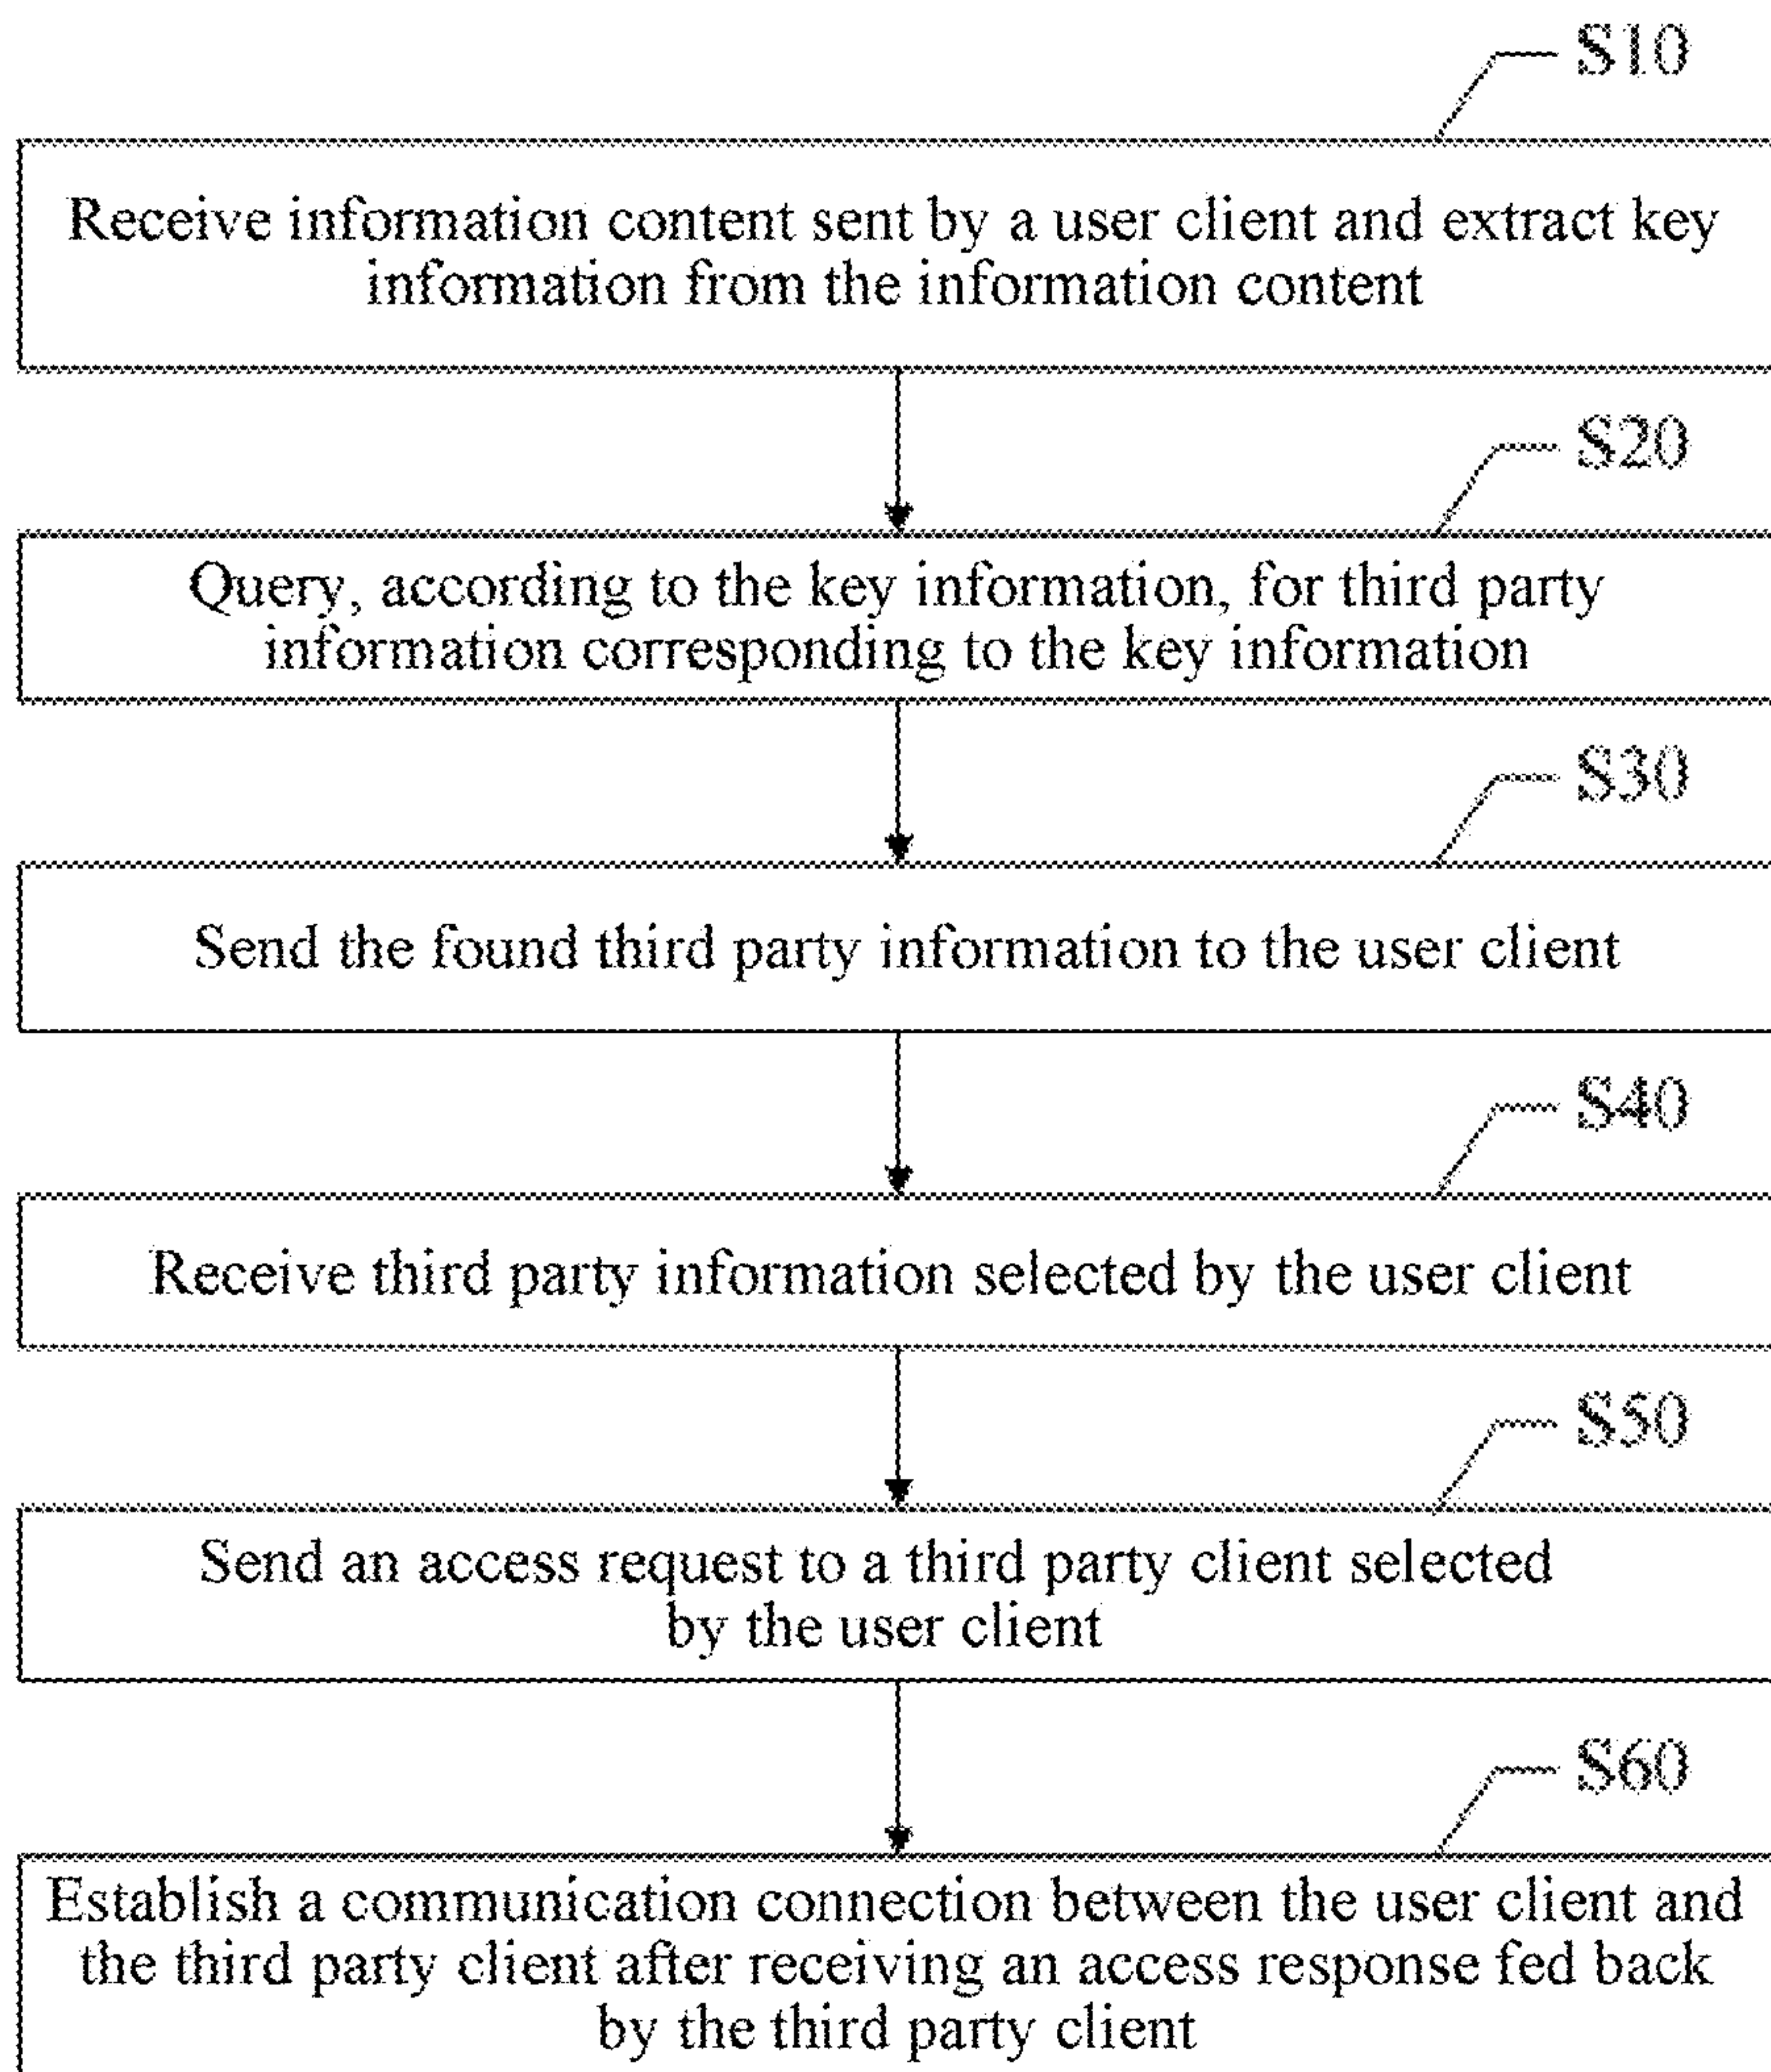 S10
Receive information content sent by a user client and extract key
information from the information content
S20
Query, according to the key information, for third party
information corresponding to the key information
S30
Send the found third party information to the user client
S40
Receive third party information selected by the user client
S50
Send an access request to a third party client selected
by the user client
S60
Establish a communication connection between the user client and
the third party client after receiving an access response fed back
by the third party client